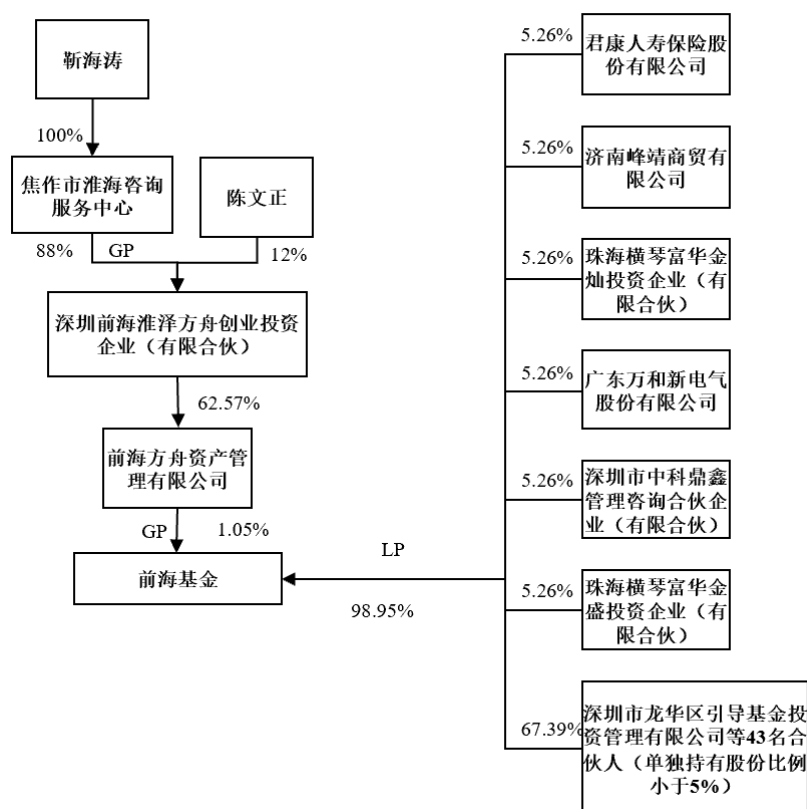 靳海涛
100%
焦作市淮海咨询
服务中心
陈文正
88%
GP
12%
深圳前海淮泽方舟创业投资
企业（有限合伙）
62.57%
前海方舟资产管
理有限公司
GP
1.05%
前海基金
LP
98.95%
5.26%
君康人寿保险股
份有限公司
5.26%
济南峰靖商贸有
限公司
5.26%
珠海横琴富华金
灿投资企业（有
限合伙）
5.26%
广东万和新电气
股份有限公司
5.26%
深圳市中科鼎鑫
管理咨询合伙企
业（有限合伙）
5.26%
珠海横琴富华金
盛投资企业（有
限合伙）
67.39%
深圳市龙华区引导基金投
资管理有限公司等43名合
伙人（单独持有股份比例
小于5%）